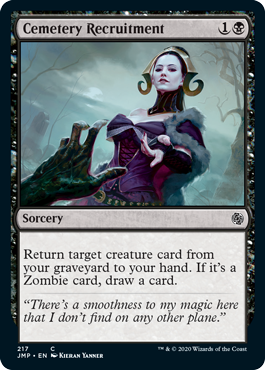 Cemetery Recruitment 1
Sorcery
Return target creature card from
your graveyard to your hand. If it's a
Zombie card, draw a card.
“There's a smoothness to my magic here
that I don't find on any other plane.”
217 C
JMP • EN KIERAN YANNER ™ & © 2020 Wizards of the Coast